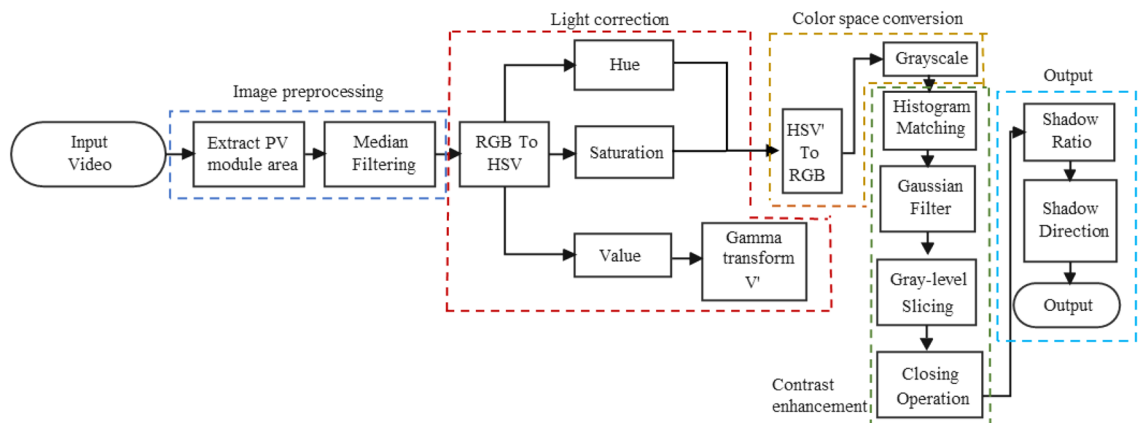 Light correction
Color space conversion
Image preprocessing
Output
Input
Video
Extract PV
module area
Median
Filtering
RGB To
HSV
Hue
Saturation
Value
Gamma
transform
V'
HSV'
To
RGB
Grayscale
Histogram
Matching
Gaussian
Filter
Gray-level
Slicing
Closing
Operation
Contrast
enhancement
Shadow
Ratio
Shadow
Direction
Output